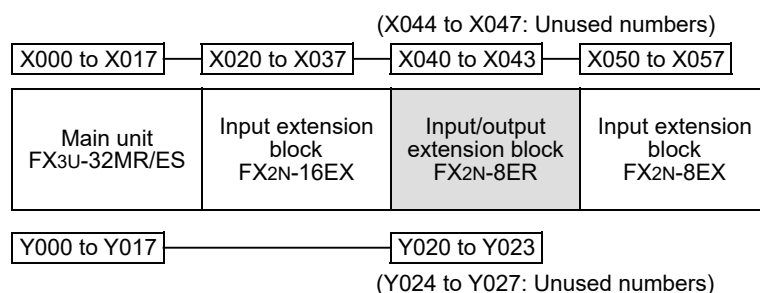 (X044 to X047: Unused numbers)
X000 to X017 X020 to X037 X040 to X043 X050 to X057
Main unit
FX3U-32MR/ES
Input extension
block
FX2N-16EX
Input/output
extension block
FX2N-8ER
Input extension
block
FX2N-8EX
Y000 to Y017 Y020 to Y023
(Y024 to Y027: Unused numbers)